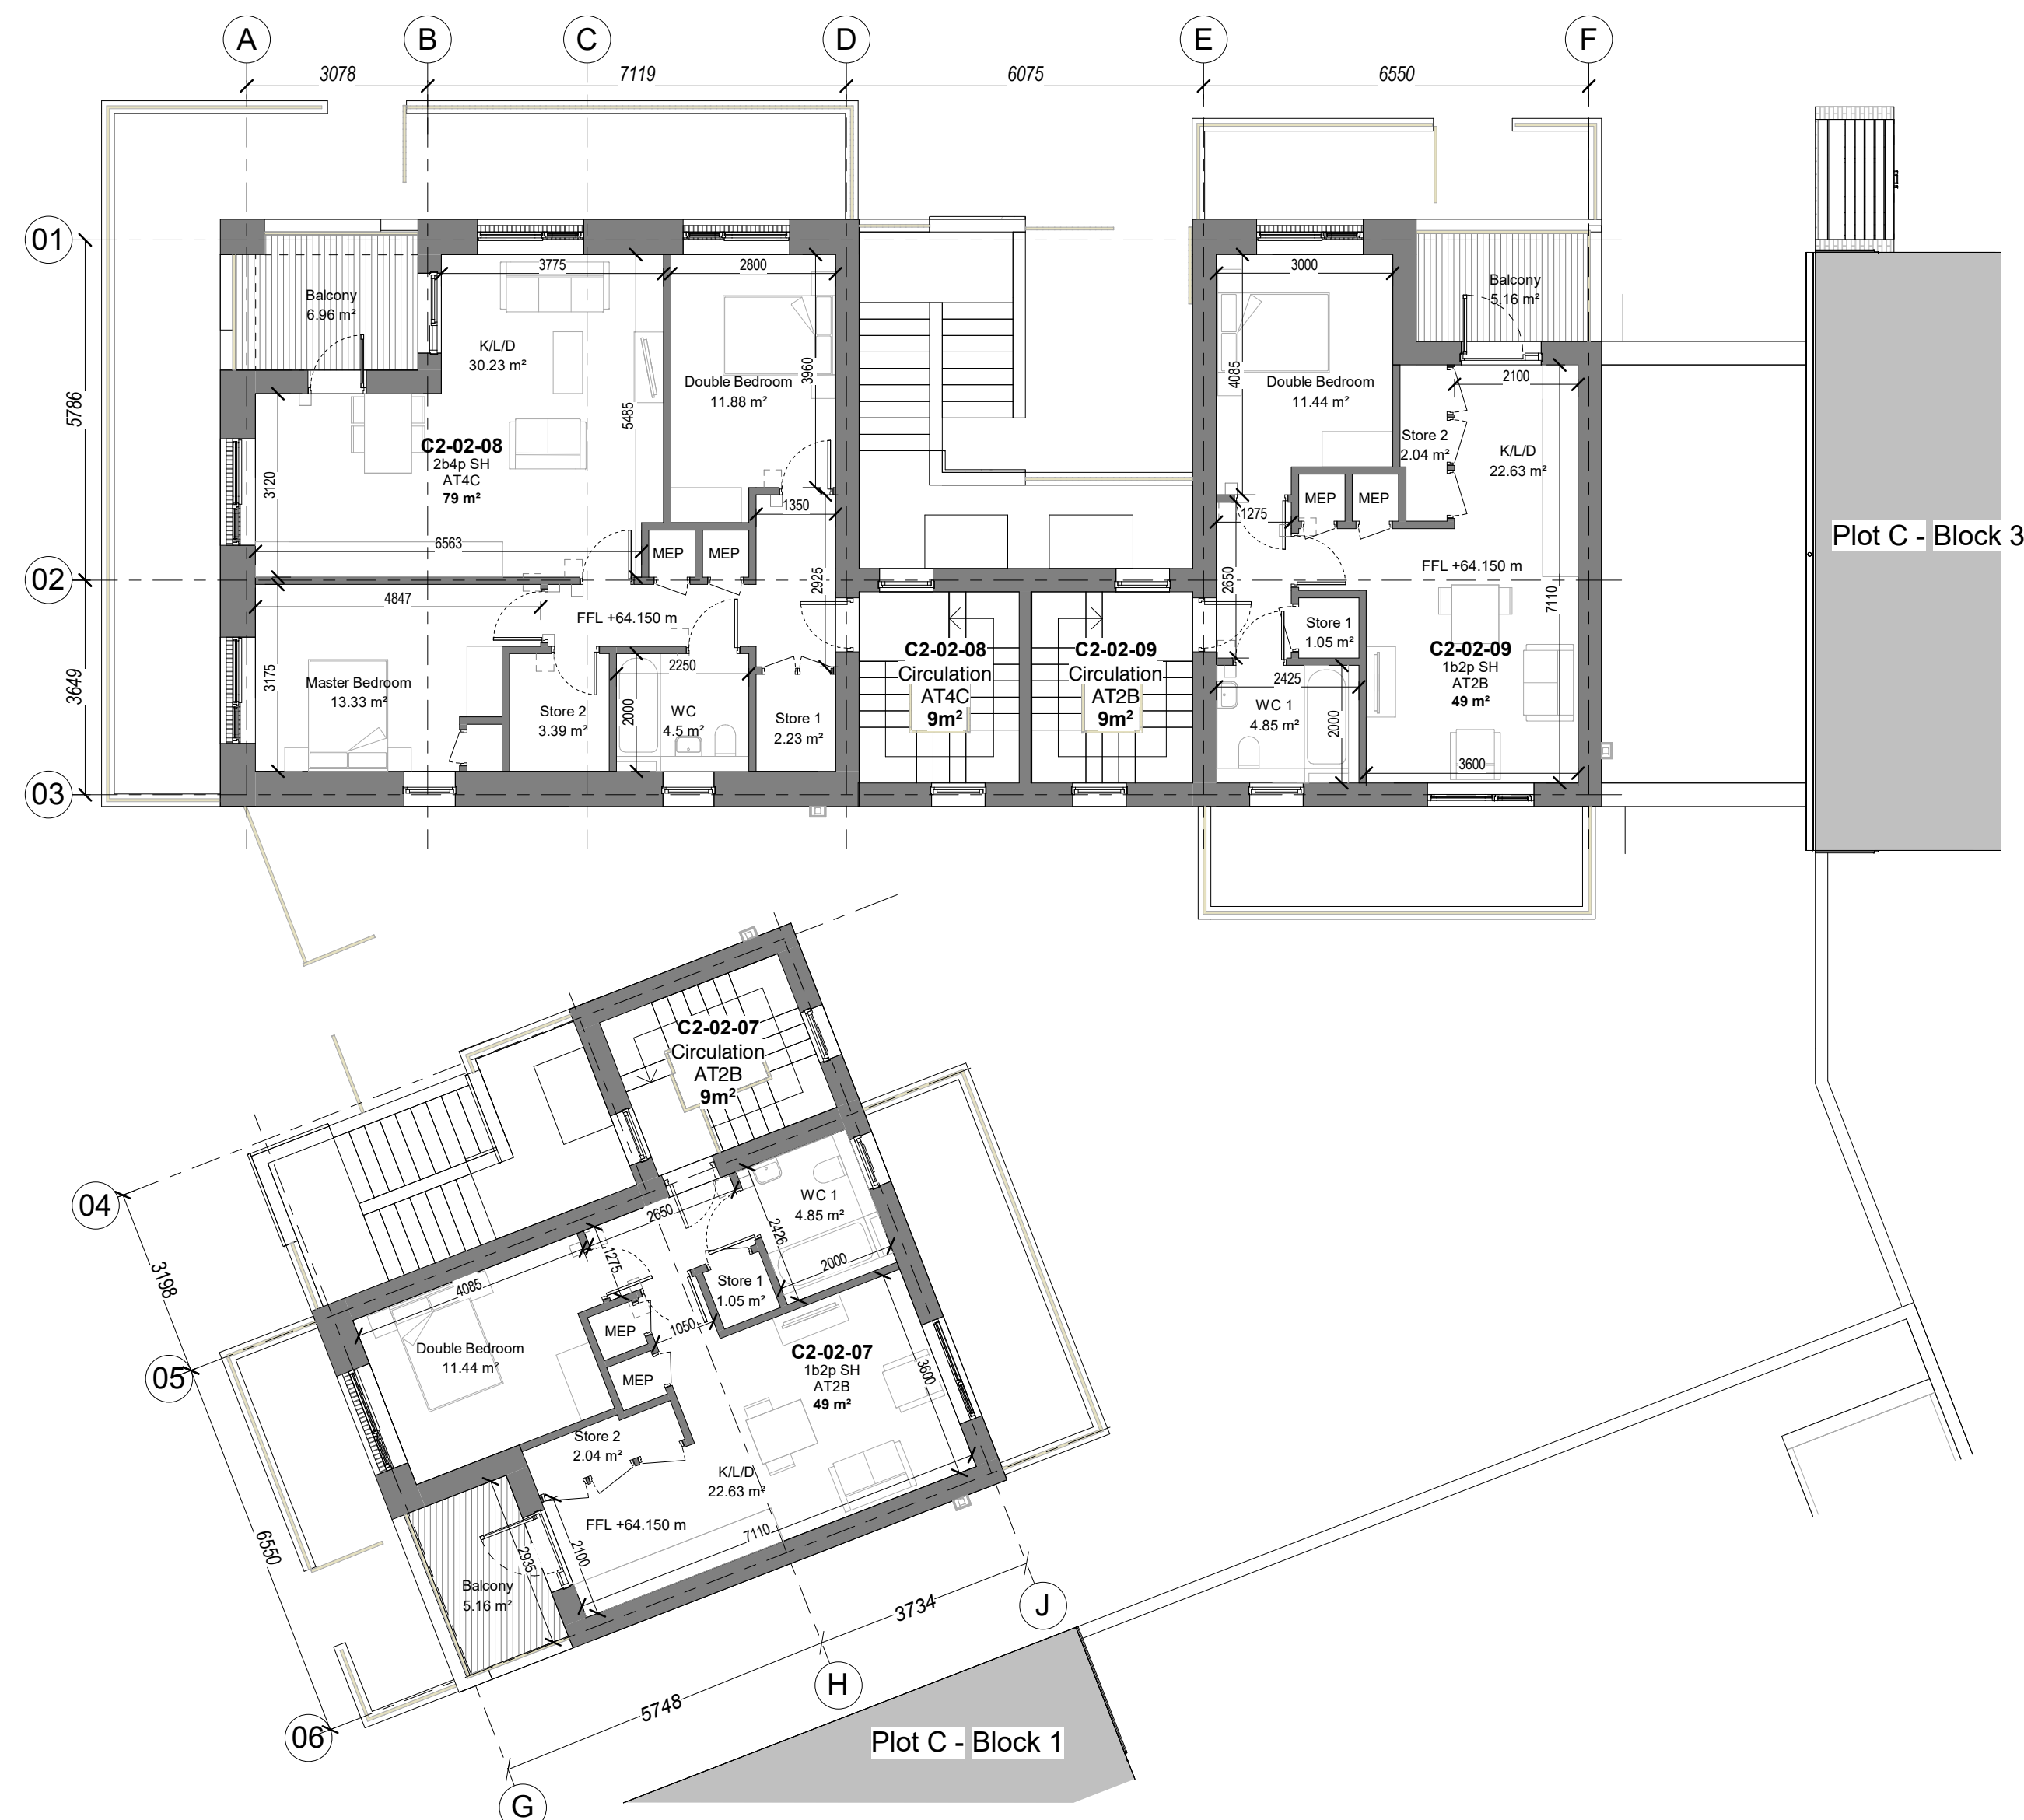 A
B
C
D
E
F
3078
7119
6075
6550
01
02
03
5786
3649
Balcony
6.96 m²
3775
2800
K/L/D
30.23 m²
Double Bedroom
11.88 m²
3960
5485
C2-02-08
2b4p SH
AT4C
79 m²
3120
1350
6563
MEP
MEP
4847
FFL +64.150 m
2925
2250
3175
Master Bedroom
13.33 m²
Store 2
3.39 m²
2000
WC
4.5 m²
Store 1
2.23 m²
C2-02-08
Circulation
AT4C
9m²
C2-02-09
Circulation
AT2B
9m²
3000
Balcony
5.16 m²
4085
Double Bedroom
11.44 m²
2100
Store 2
2.04 m²
K/L/D
22.63 m²
MEP
MEP
1275
FFL +64.150 m
2650
7110
Store 1
1.05 m²
C2-02-09
1b2p SH
AT2B
49 m²
2425
WC 1
4.85 m²
2000
3600
Plot C - Block 3
C2-02-07
Circulation
AT2B
9m²
04
05
06
3198
6550
2650
WC 1
4.85 m²
2426
2000
1275
4085
Store 1
1.05 m²
1050
MEP
MEP
Double Bedroom
11.44 m²
C2-02-07
1b2p SH
AT2B
49 m²
3600
Store 2
2.04 m²
K/L/D
22.63 m²
FFL +64.150 m
7110
2100
2935
Balcony
5.16 m²
3734
5748
J
H
G
Plot C - Block 1